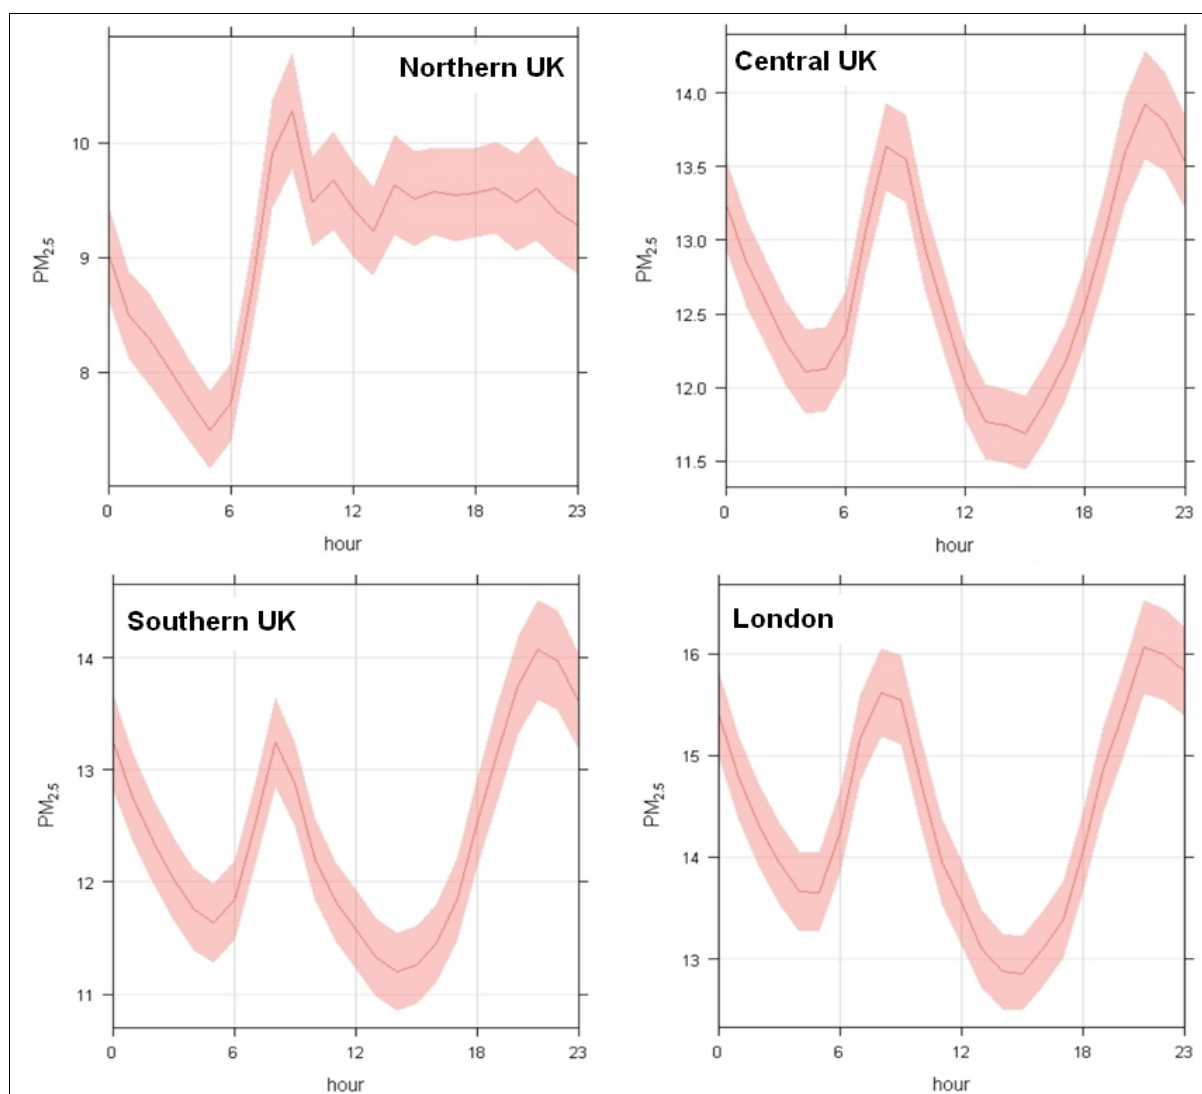 Northern UK
10
9
8
PM2.5
0 6 12 18 23
hour
Central UK
14.0
13.5
13.0
12.5
12.0
11.5
PM2.5
0 6 12 18 23
hour
Southern UK
14
13
12
11
PM2.5
0 6 12 18 23
hour
London
16
15
14
13
PM2.5
0 6 12 18 23
hour